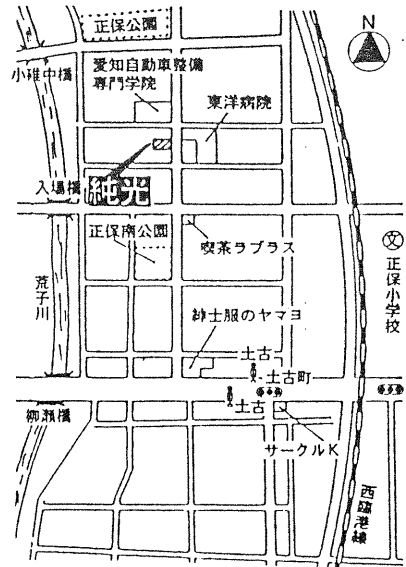 正保公園
N
小碓中橋
愛知自動車整備
専門学院
東洋病院
入場橋
純光
正保南公園
喫茶ラブラス
文
正保小学校
荒子川
紳士服のヤマヨ
土古
土古町
土古
柳瀬橋
サークルK
西臨港線